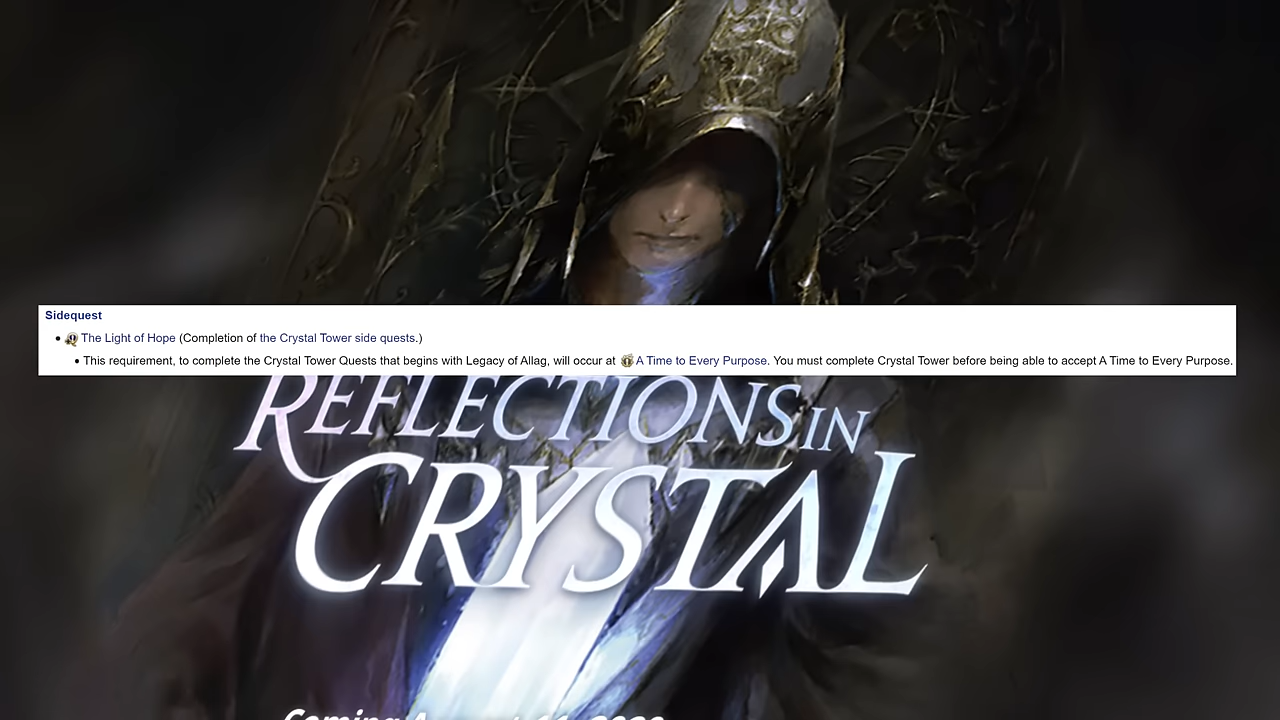 Sidequest
The Light of Hope (Completion of the Crystal Tower side quests.)
This requirement, to complete the Crystal Tower Quests that begins with Legacy of Allag, will occur at A Time to Every Purpose. You must complete Crystal Tower before being able to accept A Time to Every Purpose.
REFLECTIONS IN
CRYSTAL
Coming